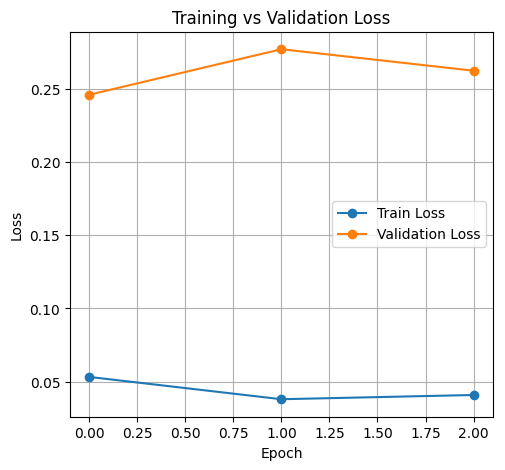 Training vs Validation Loss
0.25
0.20
0.15
0.10
0.05
Loss
Train Loss
Validation Loss
0.00 0.25 0.50 0.75 1.00 1.25 1.50 1.75 2.00
Epoch